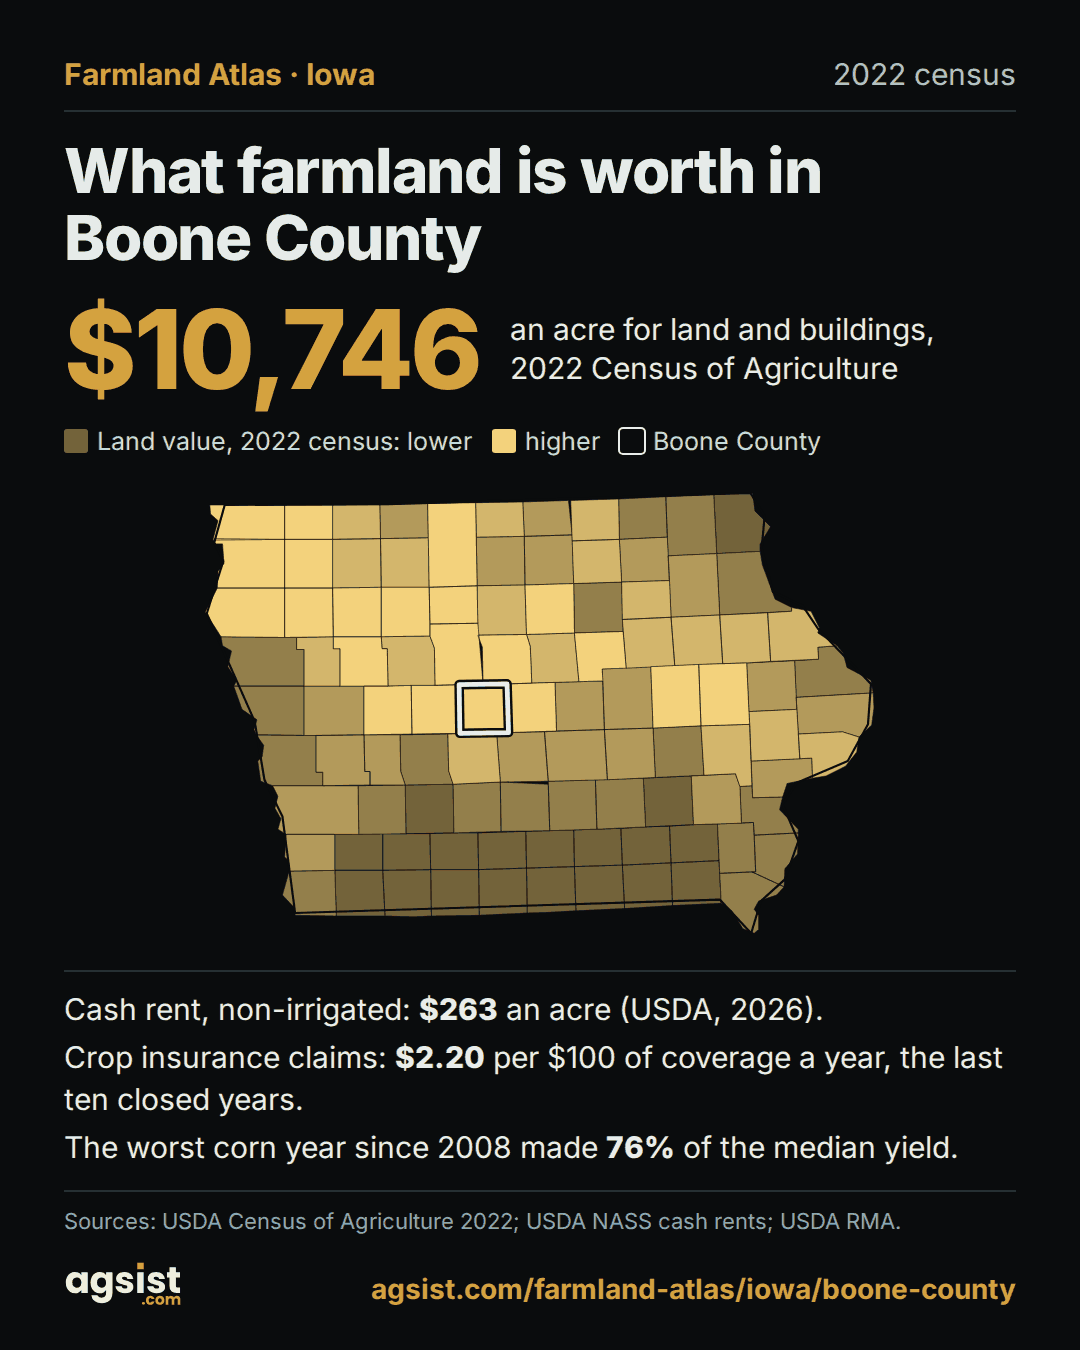 Farmland Atlas · Iowa
2022 census
What farmland is worth in
Boone County
$10,746
an acre for land and buildings,
2022 Census of Agriculture
Land value, 2022 census: lower
higher
Boone County
Cash rent, non-irrigated: $263 an acre (USDA, 2026).
Crop insurance claims: $2.20 per $100 of coverage a year, the last
ten closed years.
The worst corn year since 2008 made 76% of the median yield.
Sources: USDA Census of Agriculture 2022; USDA NASS cash rents; USDA RMA.
agsist
.com
agsist.com/farmland-atlas/iowa/boone-county